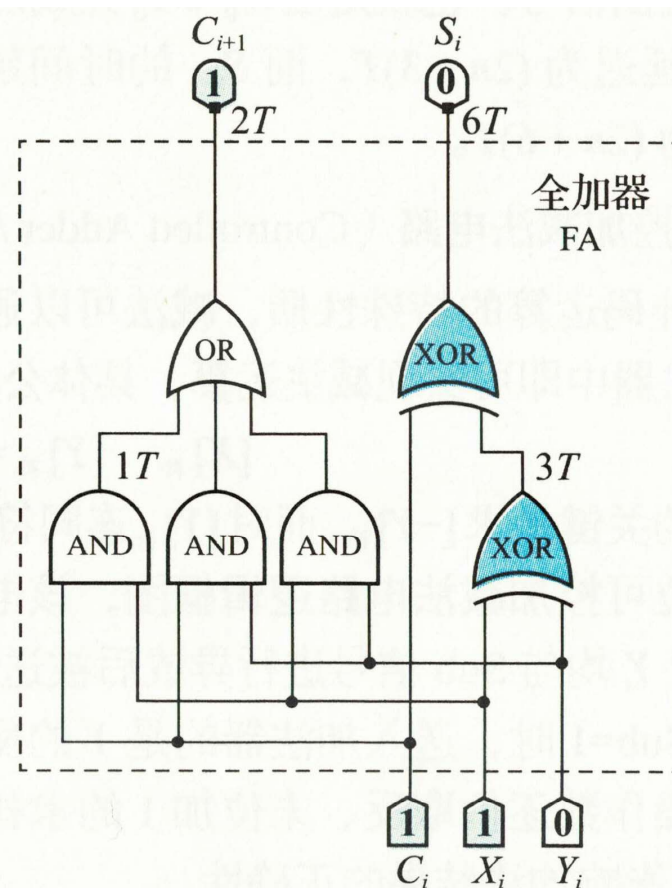 C_{i+1} S_i
1 0
2T 6T
全加器
FA
OR XOR
1T 3T
AND AND AND XOR
1 1 0
C_i X_i Y_i